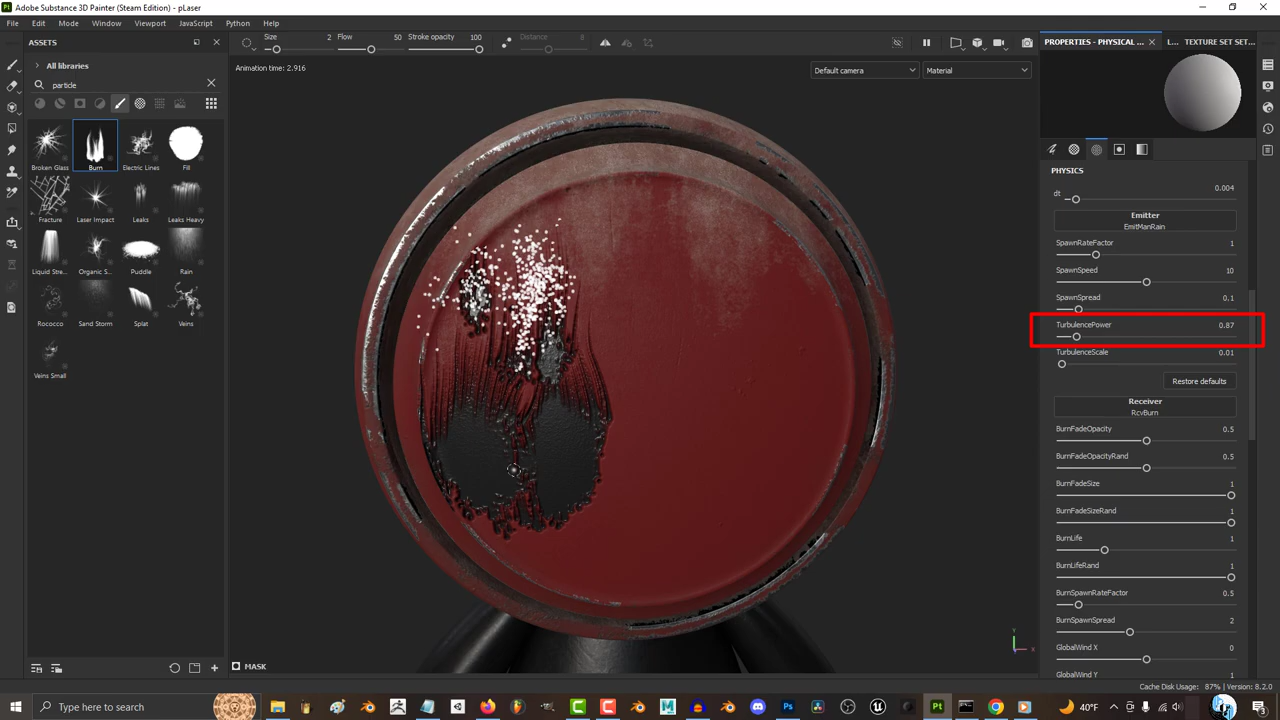 Adobe Substance 3D Painter (Steam Edition) - pLaser
File Edit Mode Window Viewport JavaScript Python Help
ASSETS
All libraries
particle
Broken Glass Burn Electric Lines Fill
Fracture Laser Impact Leaks Leaks Heavy
Liquid Stre... Organic S... Puddle Rain
Rococco Sand Storm Splat Veins
Veins Small
Size 2 Flow 50 Stroke opacity 100 Distance 8
Animation time: 2.916
Default camera Material
MASK
PROPERTIES - PHYSICAL ... L... TEXTURE SET SET...
PHYSICS
dt 0.004
Emitter
EmitManRain
SpawnRateFactor 1
SpawnSpeed 10
SpawnSpread 0.1
TurbulencePower 0.87
TurbulenceScale 0.01
Restore defaults
Receiver
RcvBurn
BurnFadeOpacity 0.5
BurnFadeOpacityRand 0.5
BurnFadeSize 1
BurnFadeSizeRand 1
BurnLife 1
BurnLifeRand 1
BurnSpawnRateFactor 0.5
BurnSpawnSpread 2
GlobalWind X 0
GlobalWind Y 4
Cache Disk Usage: 87% | Version: 8.2.0
Type here to search
40°F